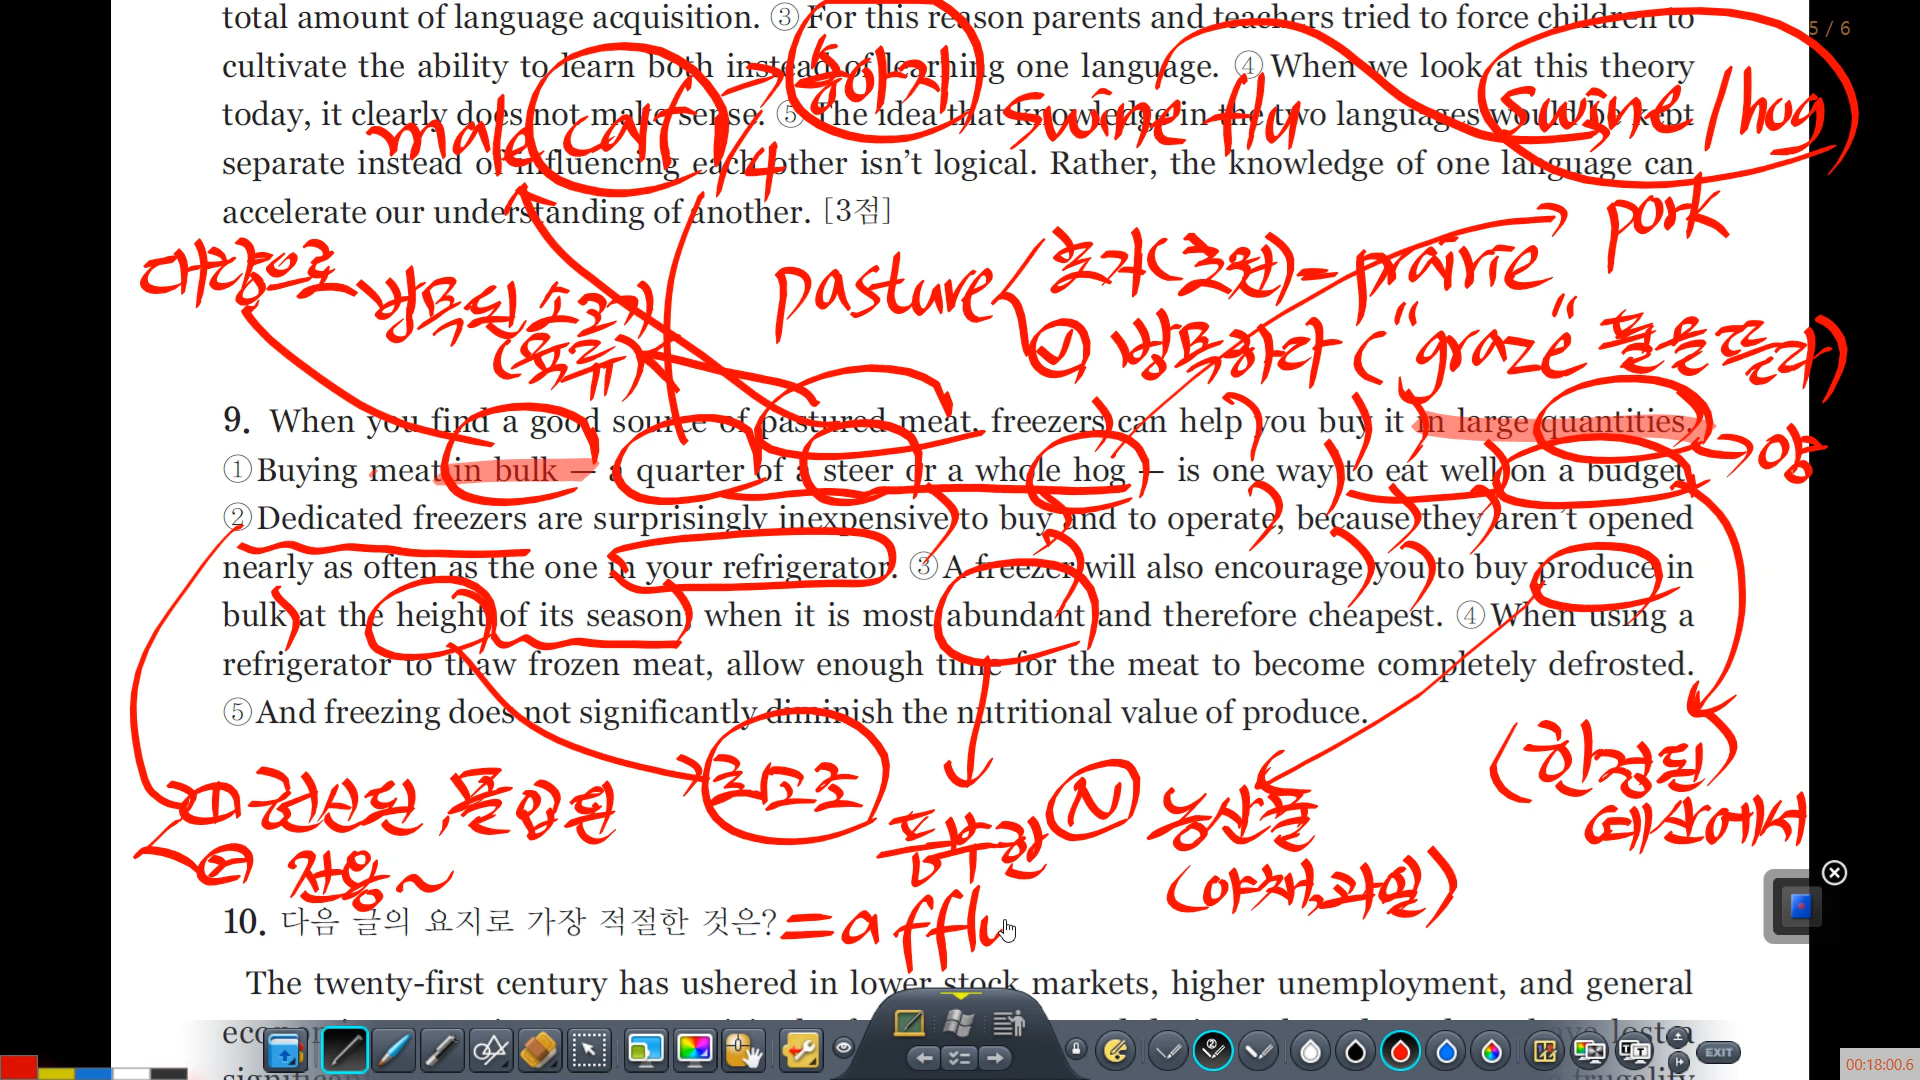 total amount of language acquisition. ③ For this reason parents and teachers tried to force children to
5 / 6
cultivate the ability to learn both instead of learning one language. ④ When we look at this theory
today, it clearly does not make sense. ⑤ The idea that knowledge in the two languages would be kept
separate instead of influencing each other isn't logical. Rather, the knowledge of one language can
accelerate our understanding of another. [3점]
male calf → 송아지
1/4
swine flu
swine / hog
pork
대량으로
방목된 소고기
(육류)
pasture
초지(초원) = prairie
ⓥ 방목하다 ("graze" 풀을 뜯다)
9. When you find a good source of pastured meat, freezers can help you buy it in large quantities.
①Buying meat in bulk — a quarter of a steer or a whole hog — is one way to eat well on a budget.
→ 양
②Dedicated freezers are surprisingly inexpensive to buy and to operate, because they aren't opened
nearly as often as the one in your refrigerator. ③A freezer will also encourage you to buy produce in
bulk at the height of its season, when it is most abundant and therefore cheapest. ④When using a
refrigerator to thaw frozen meat, allow enough time for the meat to become completely defrosted.
⑤And freezing does not significantly diminish the nutritional value of produce.
① 헌신된, 몰입된
② 전용~
최고조
풍부한
= afflu
ⓝ 농산물
(야채, 과일)
(한정된)
예산에서
10. 다음 글의 요지로 가장 적절한 것은?
The twenty-first century has ushered in lower stock markets, higher unemployment, and general
EXIT
00:18:00.6